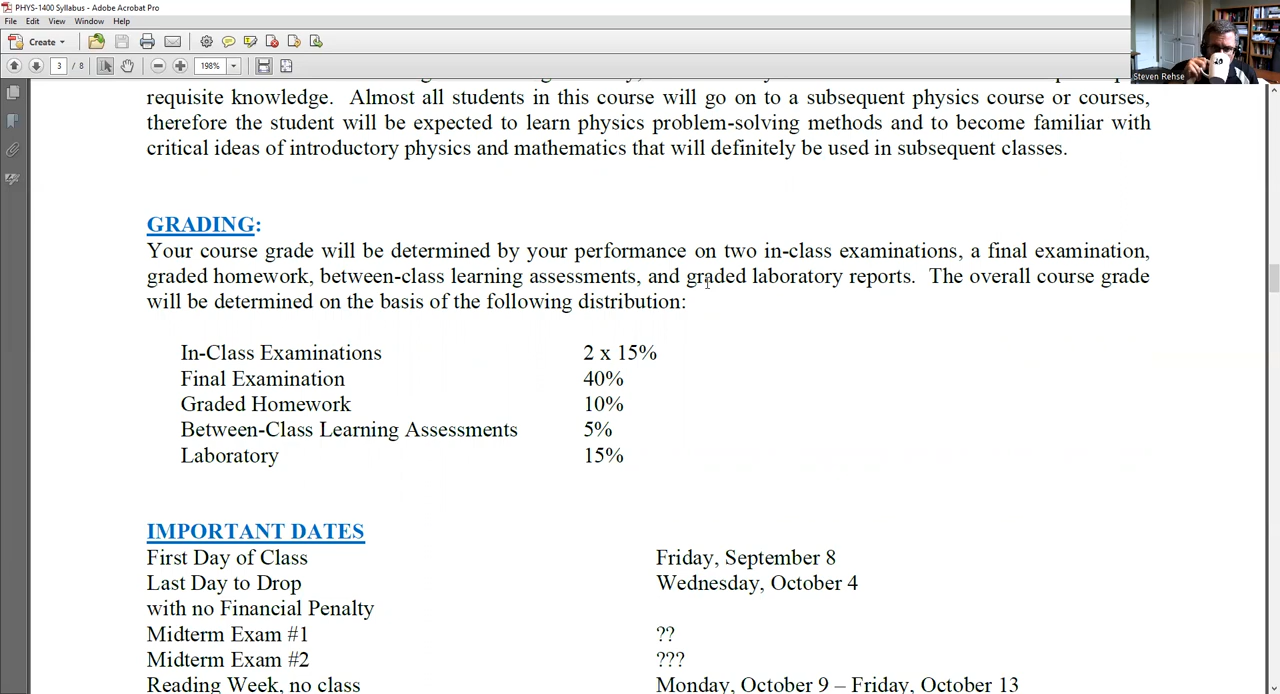 PHYS-1400 Syllabus - Adobe Acrobat Pro
File Edit View Window Help
Create
3 / 8 198%
Steven Rehse
requisite knowledge. Almost all students in this course will go on to a subsequent physics course or courses,
therefore the student will be expected to learn physics problem-solving methods and to become familiar with
critical ideas of introductory physics and mathematics that will definitely be used in subsequent classes.
GRADING:
Your course grade will be determined by your performance on two in-class examinations, a final examination,
graded homework, between-class learning assessments, and graded laboratory reports. The overall course grade
will be determined on the basis of the following distribution:
In-Class Examinations 2 x 15%
Final Examination 40%
Graded Homework 10%
Between-Class Learning Assessments 5%
Laboratory 15%
IMPORTANT DATES
First Day of Class Friday, September 8
Last Day to Drop Wednesday, October 4
with no Financial Penalty
Midterm Exam #1 ??
Midterm Exam #2 ???
Reading Week, no class Monday, October 9 – Friday, October 13